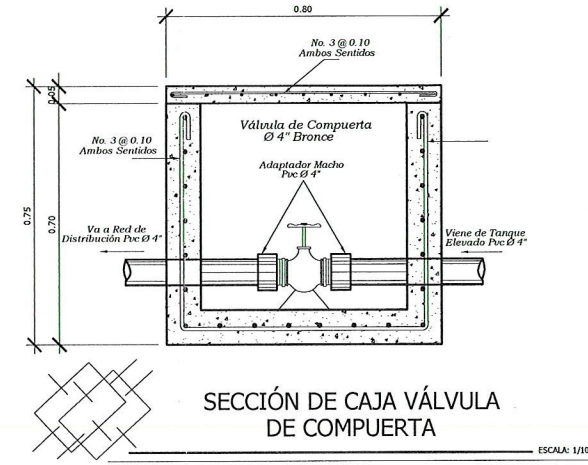 0.80
No. 3 @ 0.10
Ambos Sentidos
0.05
Válvula de Compuerta
Ø 4" Bronce
No. 3 @ 0.10
Ambos Sentidos
Adaptador Macho
Pvc Ø 4"
0.75
0.70
Va a Red de
Distribución Pvc Ø 4"
Viene de Tanque
Elevado Pvc Ø 4"
SECCIÓN DE CAJA VÁLVULA
DE COMPUERTA
ESCALA: 1/10